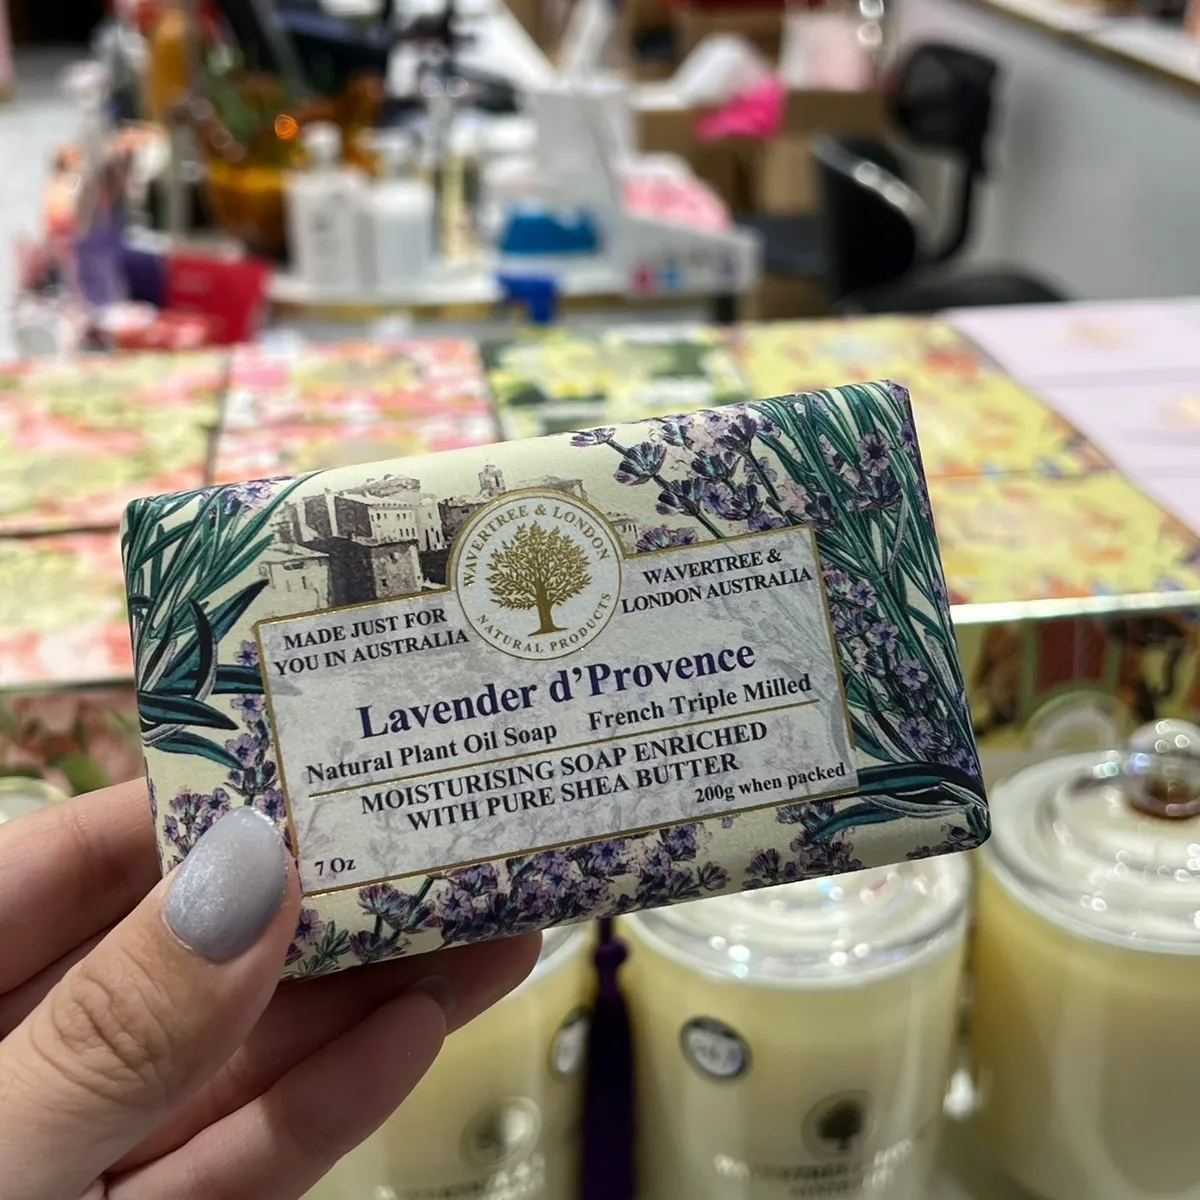 WAVERTREE & LONDON
NATURAL PRODUCTS
MADE JUST FOR
YOU IN AUSTRALIA
WAVERTREE &
LONDON AUSTRALIA
Lavender d'Provence
Natural Plant Oil Soap French Triple Milled
MOISTURISING SOAP ENRICHED
WITH PURE SHEA BUTTER
200g when packed
7 Oz